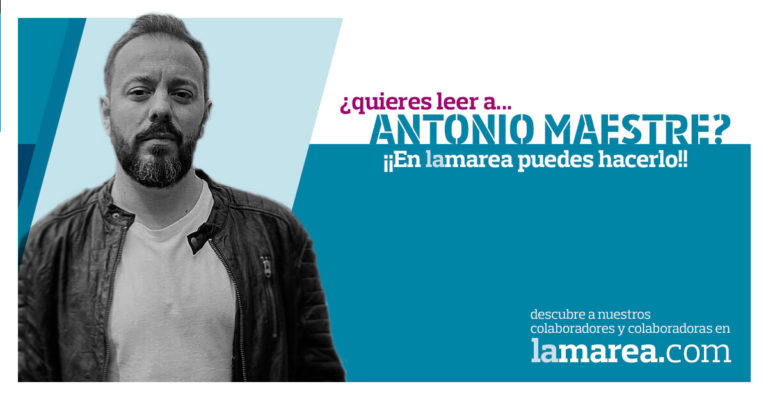 ¿quieres leer a...
ANTONIO MAESTRE?
¡¡En lamarea puedes hacerlo!!
descubre a nuestros
colaboradores y colaboradoras en
lamarea.com